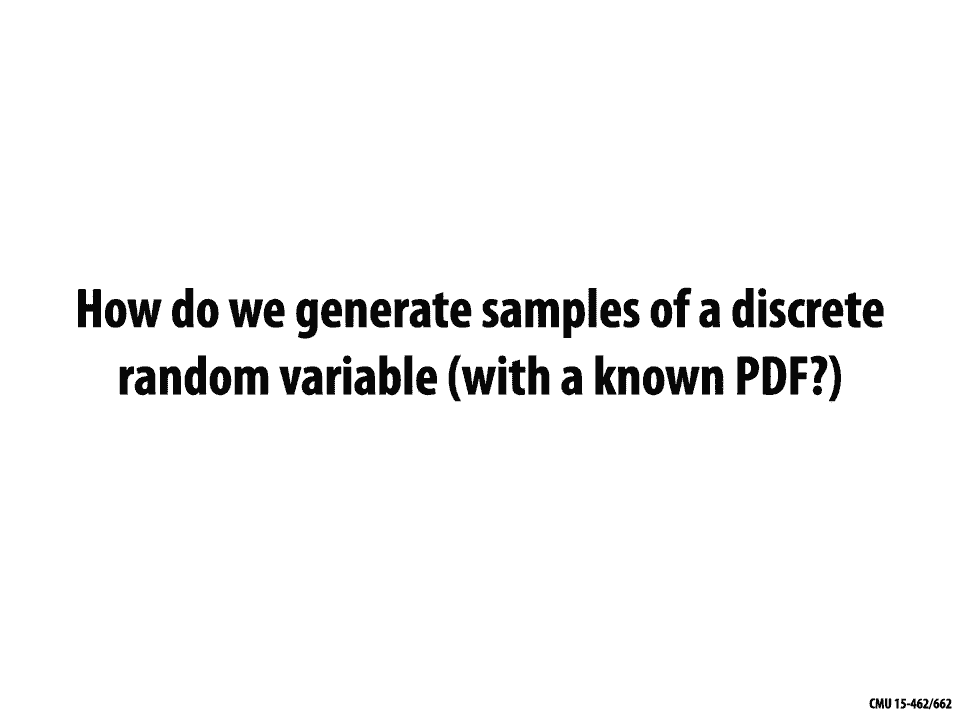 How do we generate samples of a discrete
random variable (with a known PDF?)
CMU 15-462/662